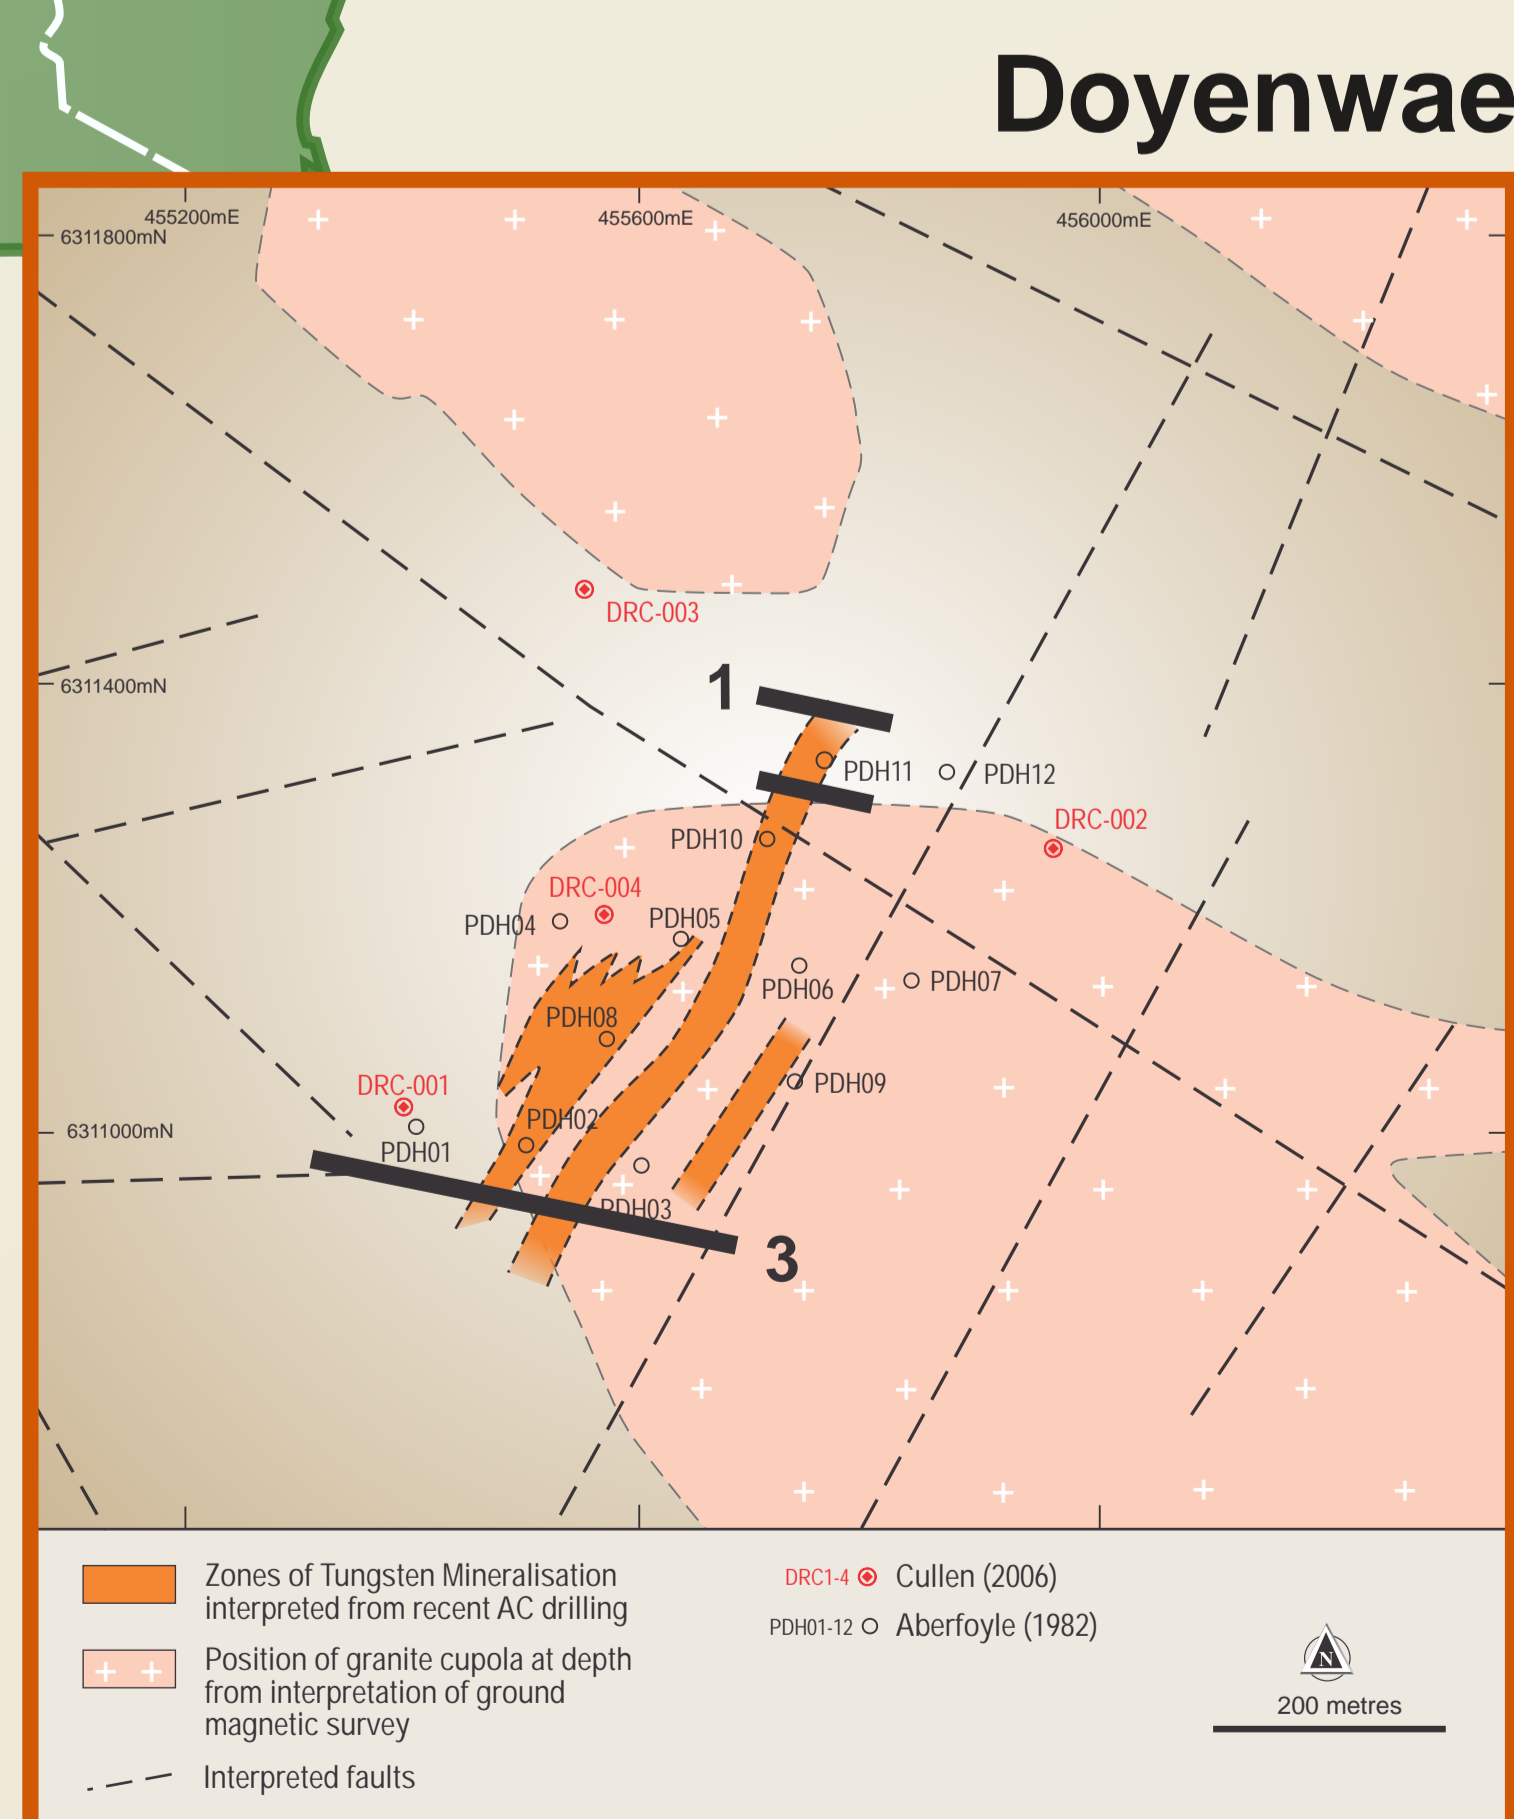 Doyenwae
455200mE
455600mE
456000mE
6311800mN
DRC-003
1
6311400mN
PDH11
PDH12
DRC-002
PDH10
DRC-004
PDH04
PDH05
PDH06
PDH07
PDH08
DRC-001
PDH09
PDH02
6311000mN
PDH01
PDH03
3
Zones of Tungsten Mineralisation
interpreted from recent AC drilling
Position of granite cupola at depth
from interpretation of ground
magnetic survey
Interpreted faults
DRC1-4 Cullen (2006)
PDH01-12 Aberfoyle (1982)
N
200 metres